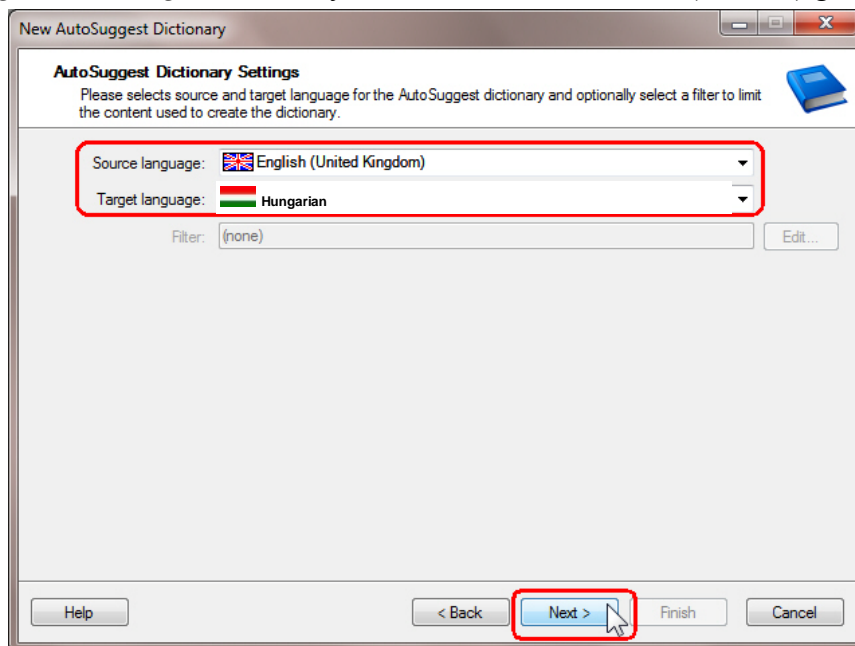 New AutoSuggest Dictionary
AutoSuggest Dictionary Settings
Please selects source and target language for the AutoSuggest dictionary and optionally select a filter to limit
the content used to create the dictionary.
Source language: English (United Kingdom)
Target language: Hungarian
Filter: (none) Edit...
Help < Back Next > Finish Cancel